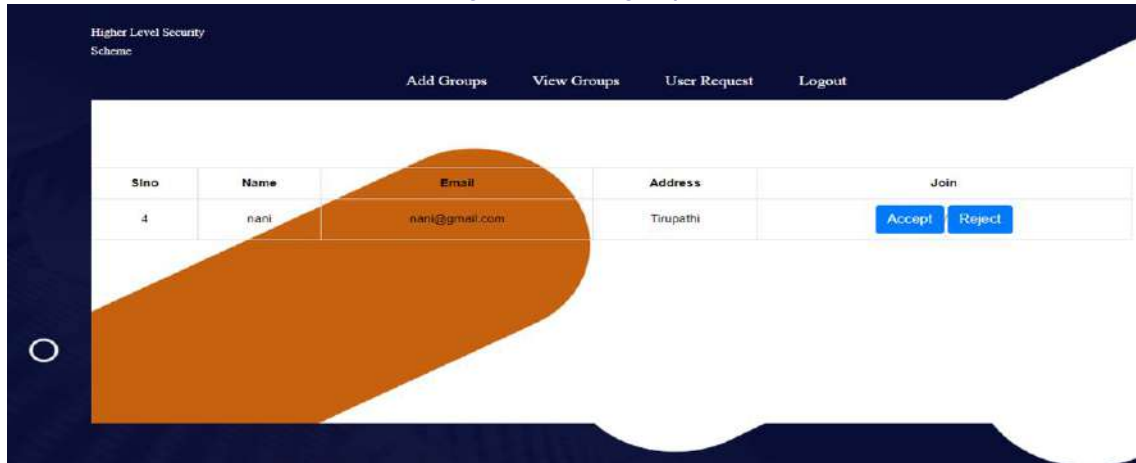 Higher Level Security
Scheme
Add Groups View Groups User Request Logout
Slno Name Email Address Join
4 nani nani@gmail.com Tirupathi Accept Reject